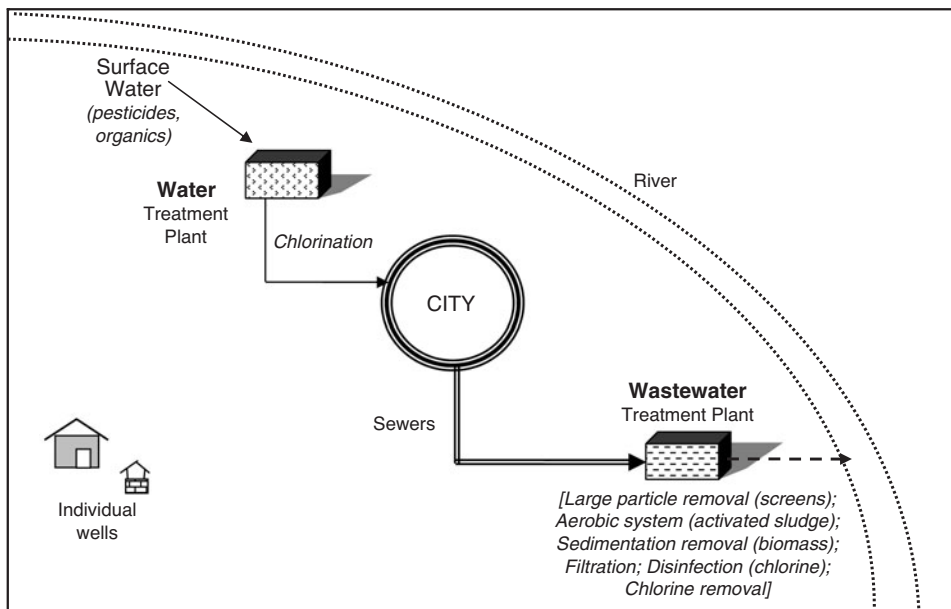 Surface
Water
(pesticides,
organics)
Water
Treatment
Plant
Chlorination
River
CITY
Sewers
Wastewater
Treatment Plant
[Large particle removal (screens);
Aerobic system (activated sludge);
Sedimentation removal (biomass);
Filtration; Disinfection (chlorine);
Chlorine removal]
Individual
wells